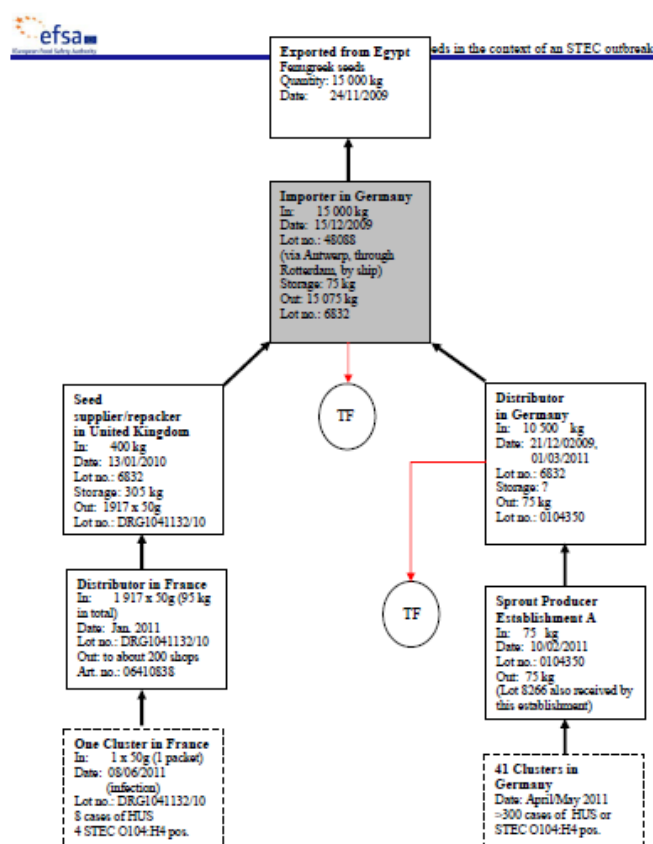 efsa
European Food Safety Authority
eds in the context of an STEC outbreak
Exported from Egypt
Fenugreek seeds
Quantity: 15 000 kg
Date: 24/11/2009
Importer in Germany
In: 15 000 kg
Date: 15/12/2009
Lot no.: 48088
(via Antwerp, through
Rotterdam, by ship)
Storage: 75 kg
Out: 15 075 kg
Lot no.: 6832
TF
Seed
supplier/repacker
in United Kingdom
In: 400 kg
Date: 13/01/2010
Lot no.: 6832
Storage: 305 kg
Out: 1917 x 50g
Lot no.: DRG1041132/10
Distributor
in Germany
In: 10 500 kg
Date: 21/12/02009,
01/03/2011
Lot no.: 6832
Storage: ?
Out: 75 kg
Lot no.: 0104350
TF
Distributor in France
In: 1 917 x 50g (95 kg
in total)
Date: Jan. 2011
Lot no.: DRG1041132/10
Out: to about 200 shops
Art. no.: 06410838
Sprout Producer
Establishment A
In: 75 kg
Date: 10/02/2011
Lot no.: 0104350
Out: 75 kg
(Lot 8266 also received by
this establishment)
One Cluster in France
In: 1 x 50g (1 packet)
Date: 08/06/2011
(infection)
Lot no.: DRG1041132/10
8 cases of HUS
4 STEC O104:H4 pos.
41 Clusters in
Germany
Date: April/May 2011
>300 cases of HUS or
STEC O104:H4 pos.